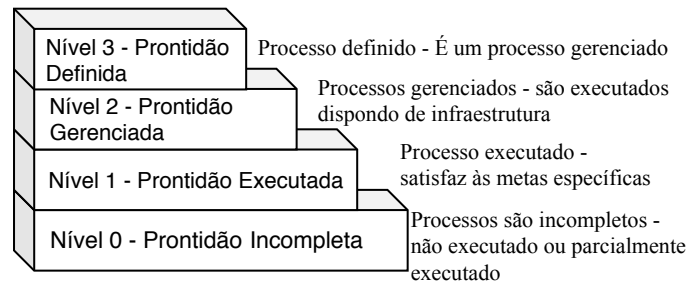 Nível 3 - Prontidão
Definida
Processo definido - É um processo gerenciado
Nível 2 - Prontidão
Gerenciada
Processos gerenciados - são executados
dispondo de infraestrutura
Nível 1 - Prontidão Executada
Processo executado -
satisfaz às metas específicas
Nível 0 - Prontidão Incompleta
Processos são incompletos -
não executado ou parcialmente
executado